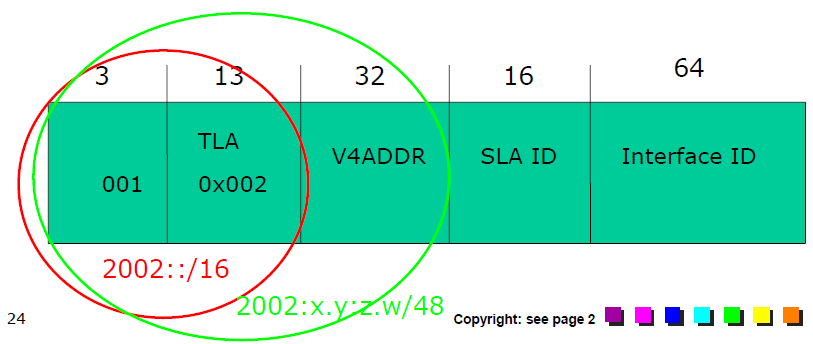 3 13 32 16 64
TLA
V4ADDR SLA ID Interface ID
001 0x002
2002::/16
2002:x.y:z.w/48
24 Copyright: see page 2